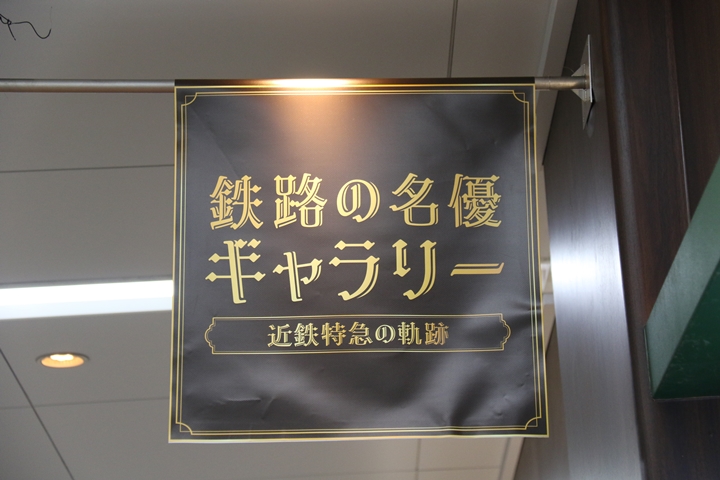 鉄路の名優
ギャラリー
近鉄特急の軌跡